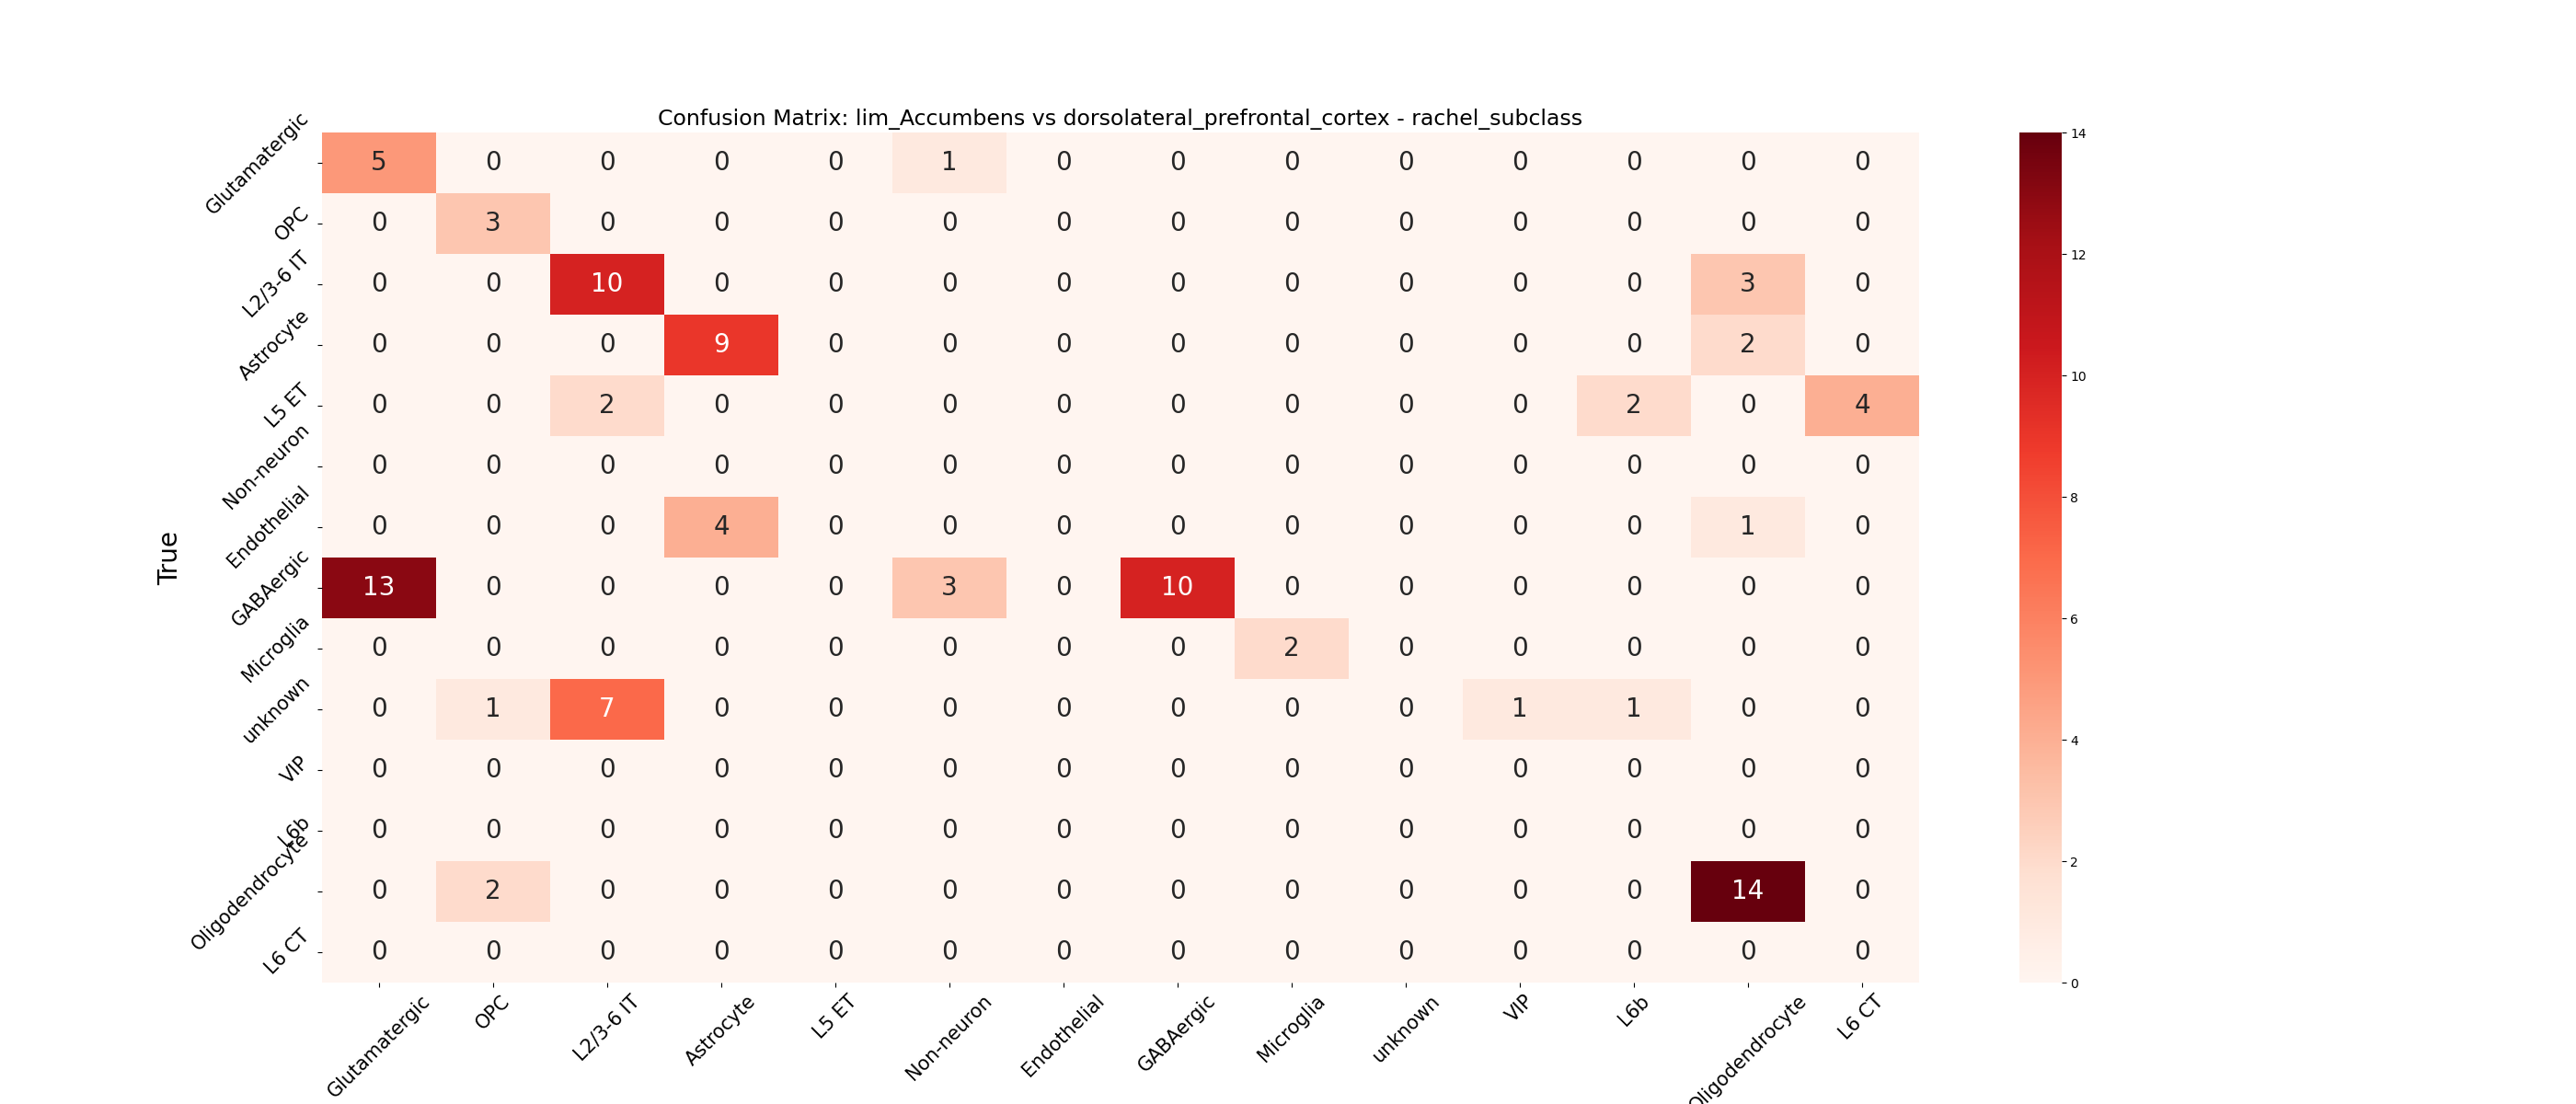 Confusion Matrix: lim_Accumbens vs dorsolateral_prefrontal_cortex - rachel_subclass
Glutamatergic 5 0 0 0 0 1 0 0 0 0 0 0 0 0
OPC 0 3 0 0 0 0 0 0 0 0 0 0 0 0
L2/3-6 IT 0 0 10 0 0 0 0 0 0 0 0 0 3 0
Astrocyte 0 0 0 9 0 0 0 0 0 0 0 0 2 0
L5 ET 0 0 2 0 0 0 0 0 0 0 0 2 0 4
Non-neuron 0 0 0 0 0 0 0 0 0 0 0 0 0 0
Endothelial 0 0 0 4 0 0 0 0 0 0 0 0 1 0
GABAergic 13 0 0 0 0 3 0 10 0 0 0 0 0 0
Microglia 0 0 0 0 0 0 0 0 2 0 0 0 0 0
unknown 0 1 7 0 0 0 0 0 0 0 1 1 0 0
VIP 0 0 0 0 0 0 0 0 0 0 0 0 0 0
L6b 0 0 0 0 0 0 0 0 0 0 0 0 0 0
Oligodendrocyte 0 2 0 0 0 0 0 0 0 0 0 0 14 0
L6 CT 0 0 0 0 0 0 0 0 0 0 0 0 0 0
True
Glutamatergic OPC L2/3-6 IT Astrocyte L5 ET Non-neuron Endothelial GABAergic Microglia unknown VIP L6b Oligodendrocyte L6 CT
14
12
10
8
6
4
2
0